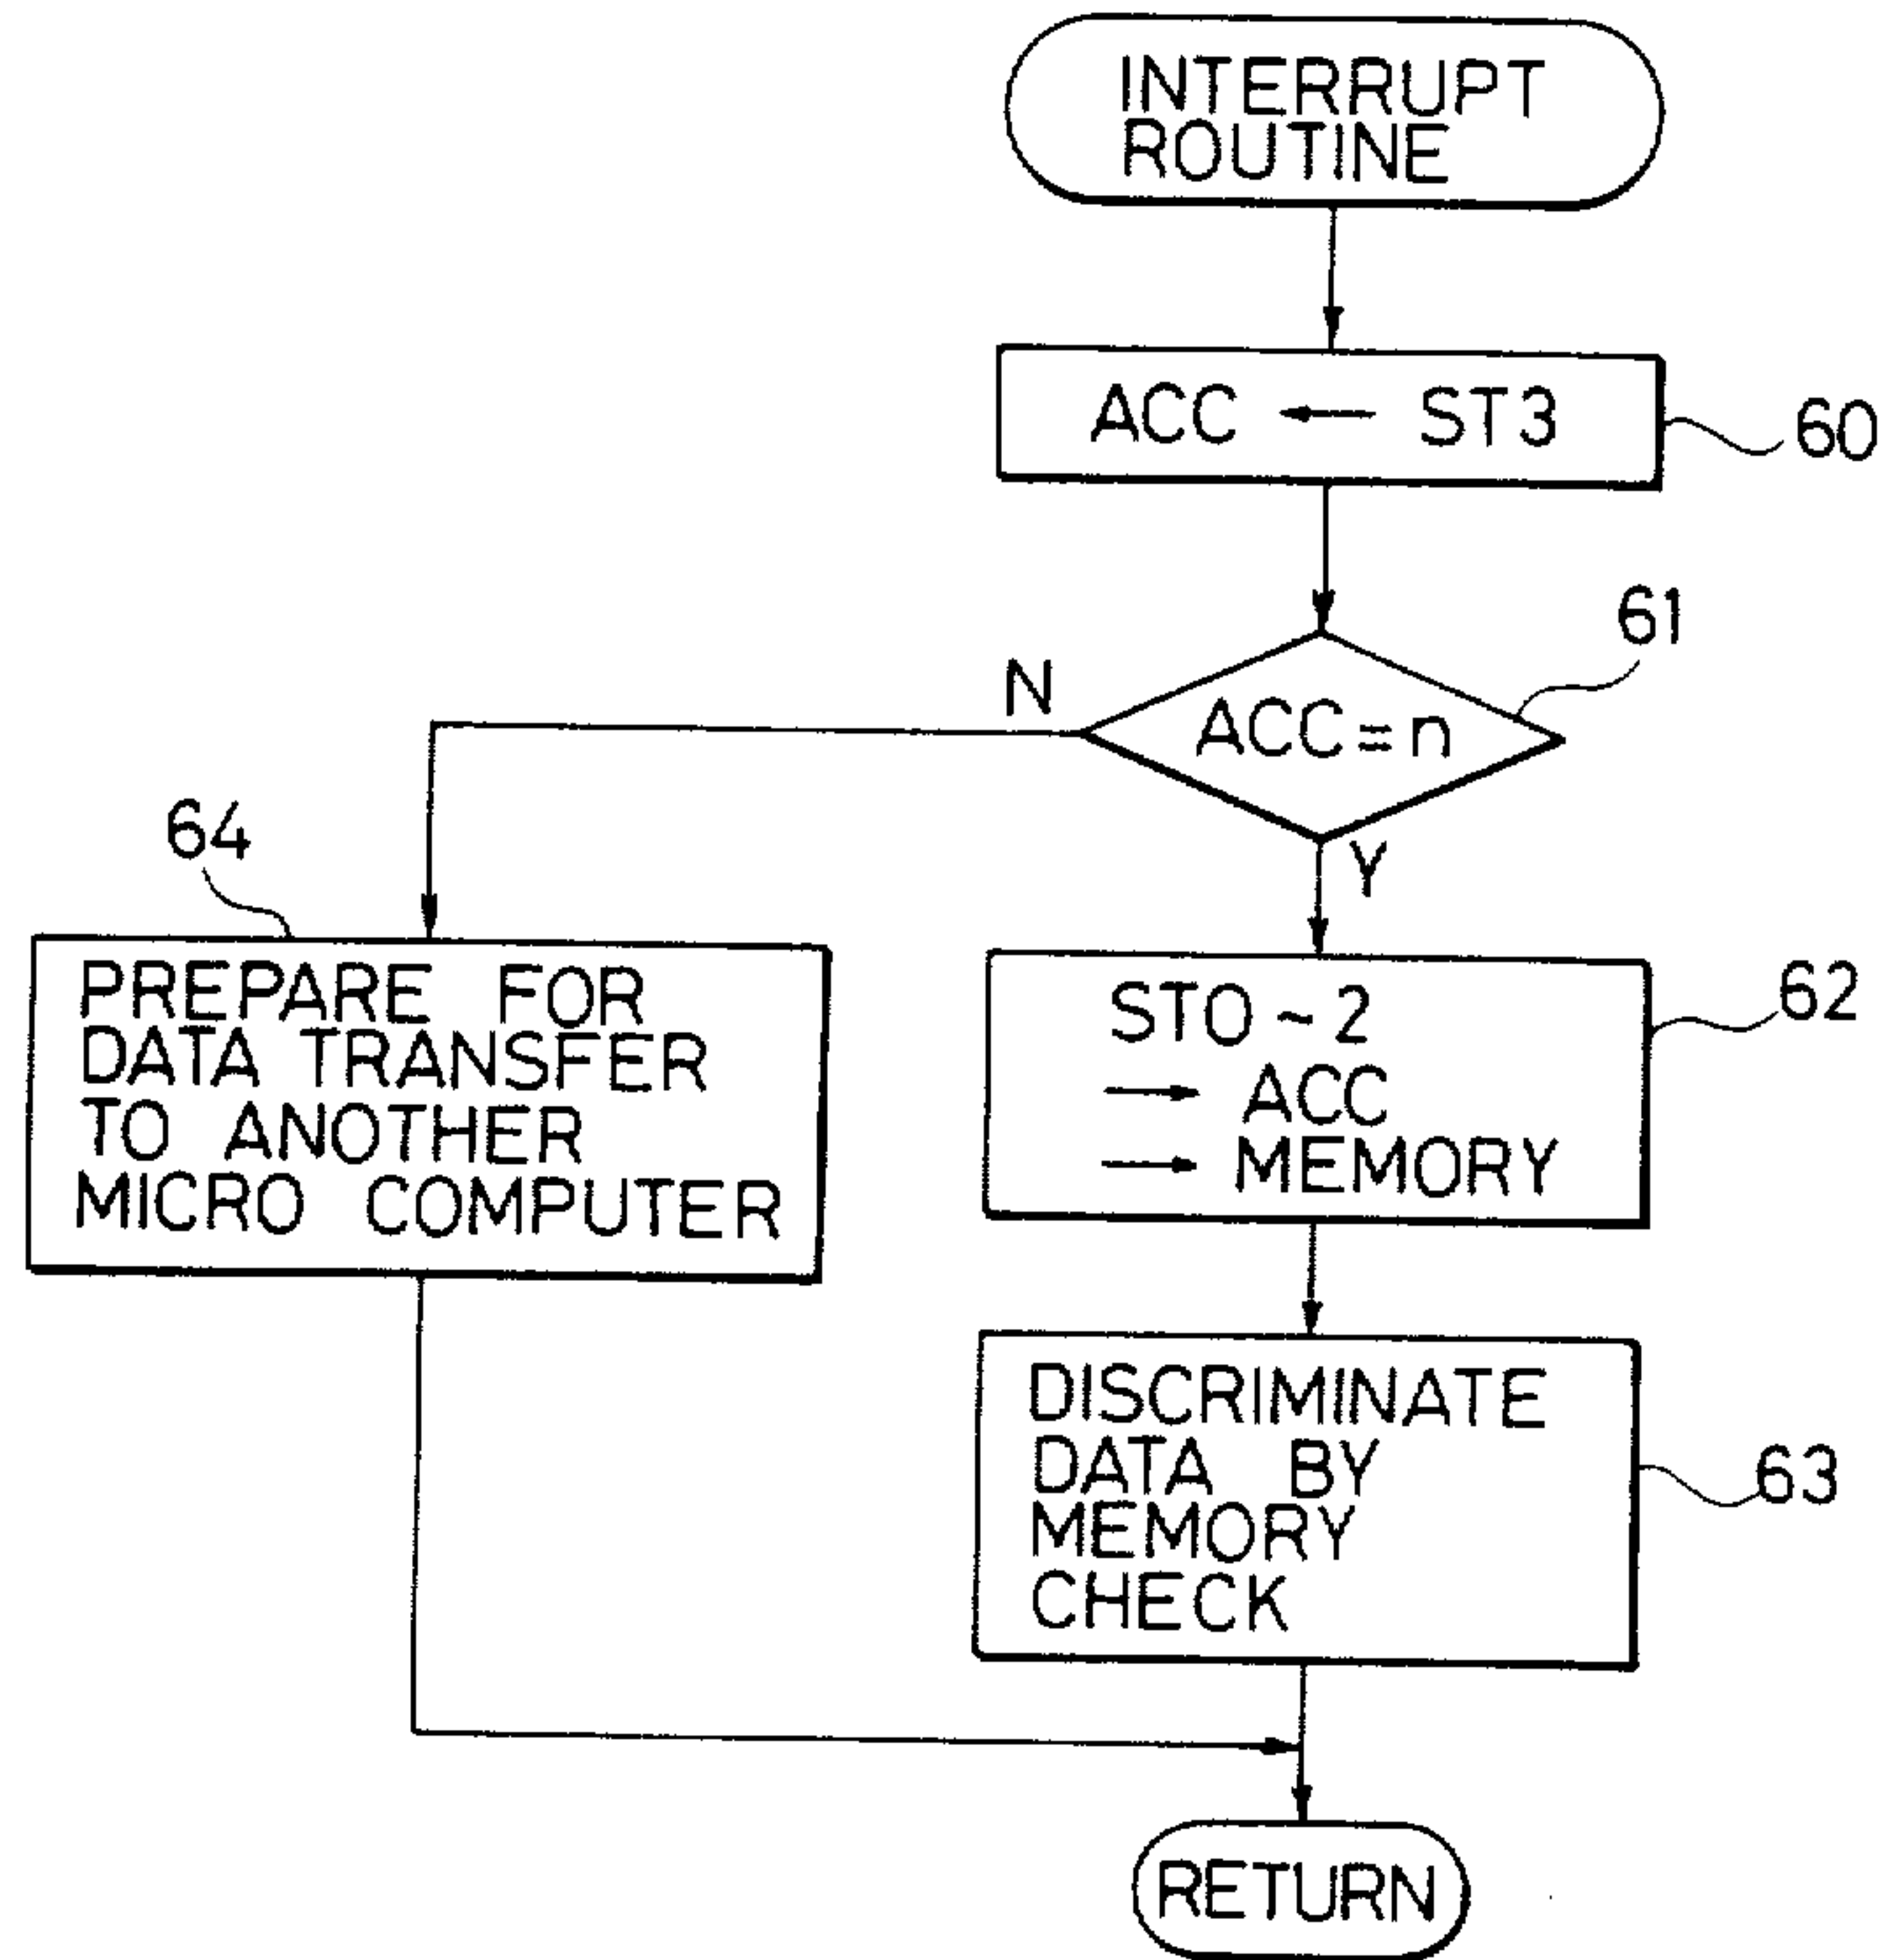 INTERRUPT
ROUTINE
ACC ← ST3
60
61
N
ACC = n
Y
64
PREPARE FOR
DATA TRANSFER
TO ANOTHER
MICRO COMPUTER
STO ~ 2
→ ACC
→ MEMORY
62
DISCRIMINATE
DATA BY
MEMORY
CHECK
63
RETURN